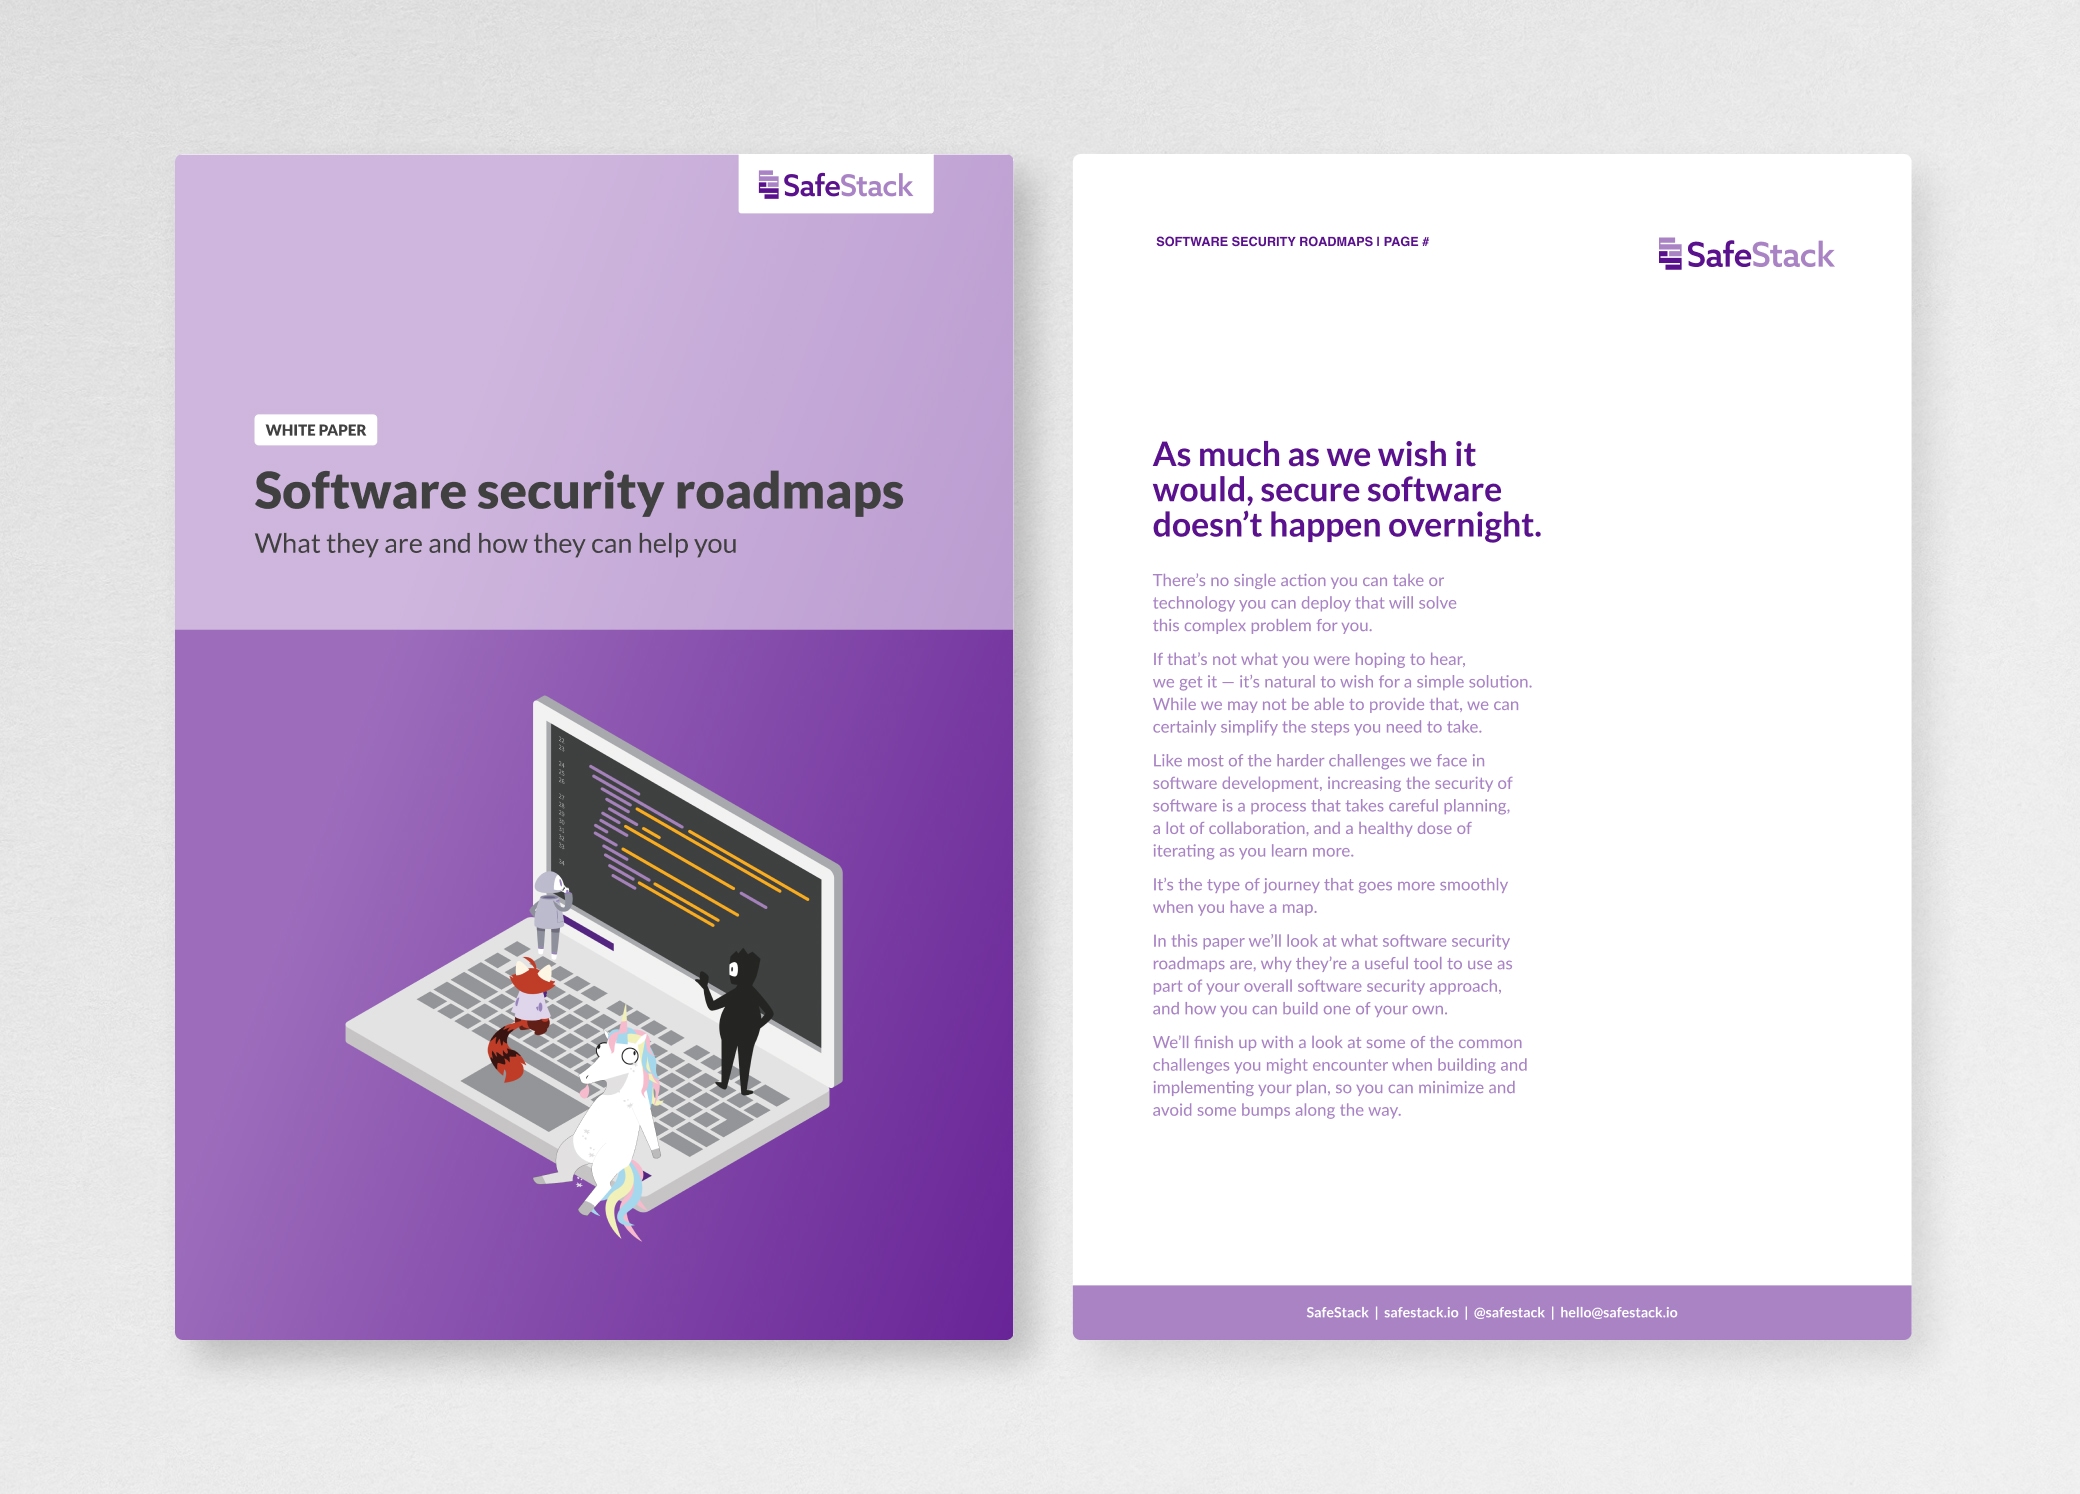 SafeStack
WHITE PAPER
Software security roadmaps
What they are and how they can help you
SOFTWARE SECURITY ROADMAPS | PAGE #
SafeStack
As much as we wish it
would, secure software
doesn’t happen overnight.
There’s no single action you can take or
technology you can deploy that will solve
this complex problem for you.
If that’s not what you were hoping to hear,
we get it — it’s natural to wish for a simple solution.
While we may not be able to provide that, we can
certainly simplify the steps you need to take.
Like most of the harder challenges we face in
software development, increasing the security of
software is a process that takes careful planning,
a lot of collaboration, and a healthy dose of
iterating as you learn more.
It’s the type of journey that goes more smoothly
when you have a map.
In this paper we’ll look at what software security
roadmaps are, why they’re a useful tool to use as
part of your overall software security approach,
and how you can build one of your own.
We’ll finish up with a look at some of the common
challenges you might encounter when building and
implementing your plan, so you can minimize and
avoid some bumps along the way.
SafeStack | safestack.io | @safestack | hello@safestack.io